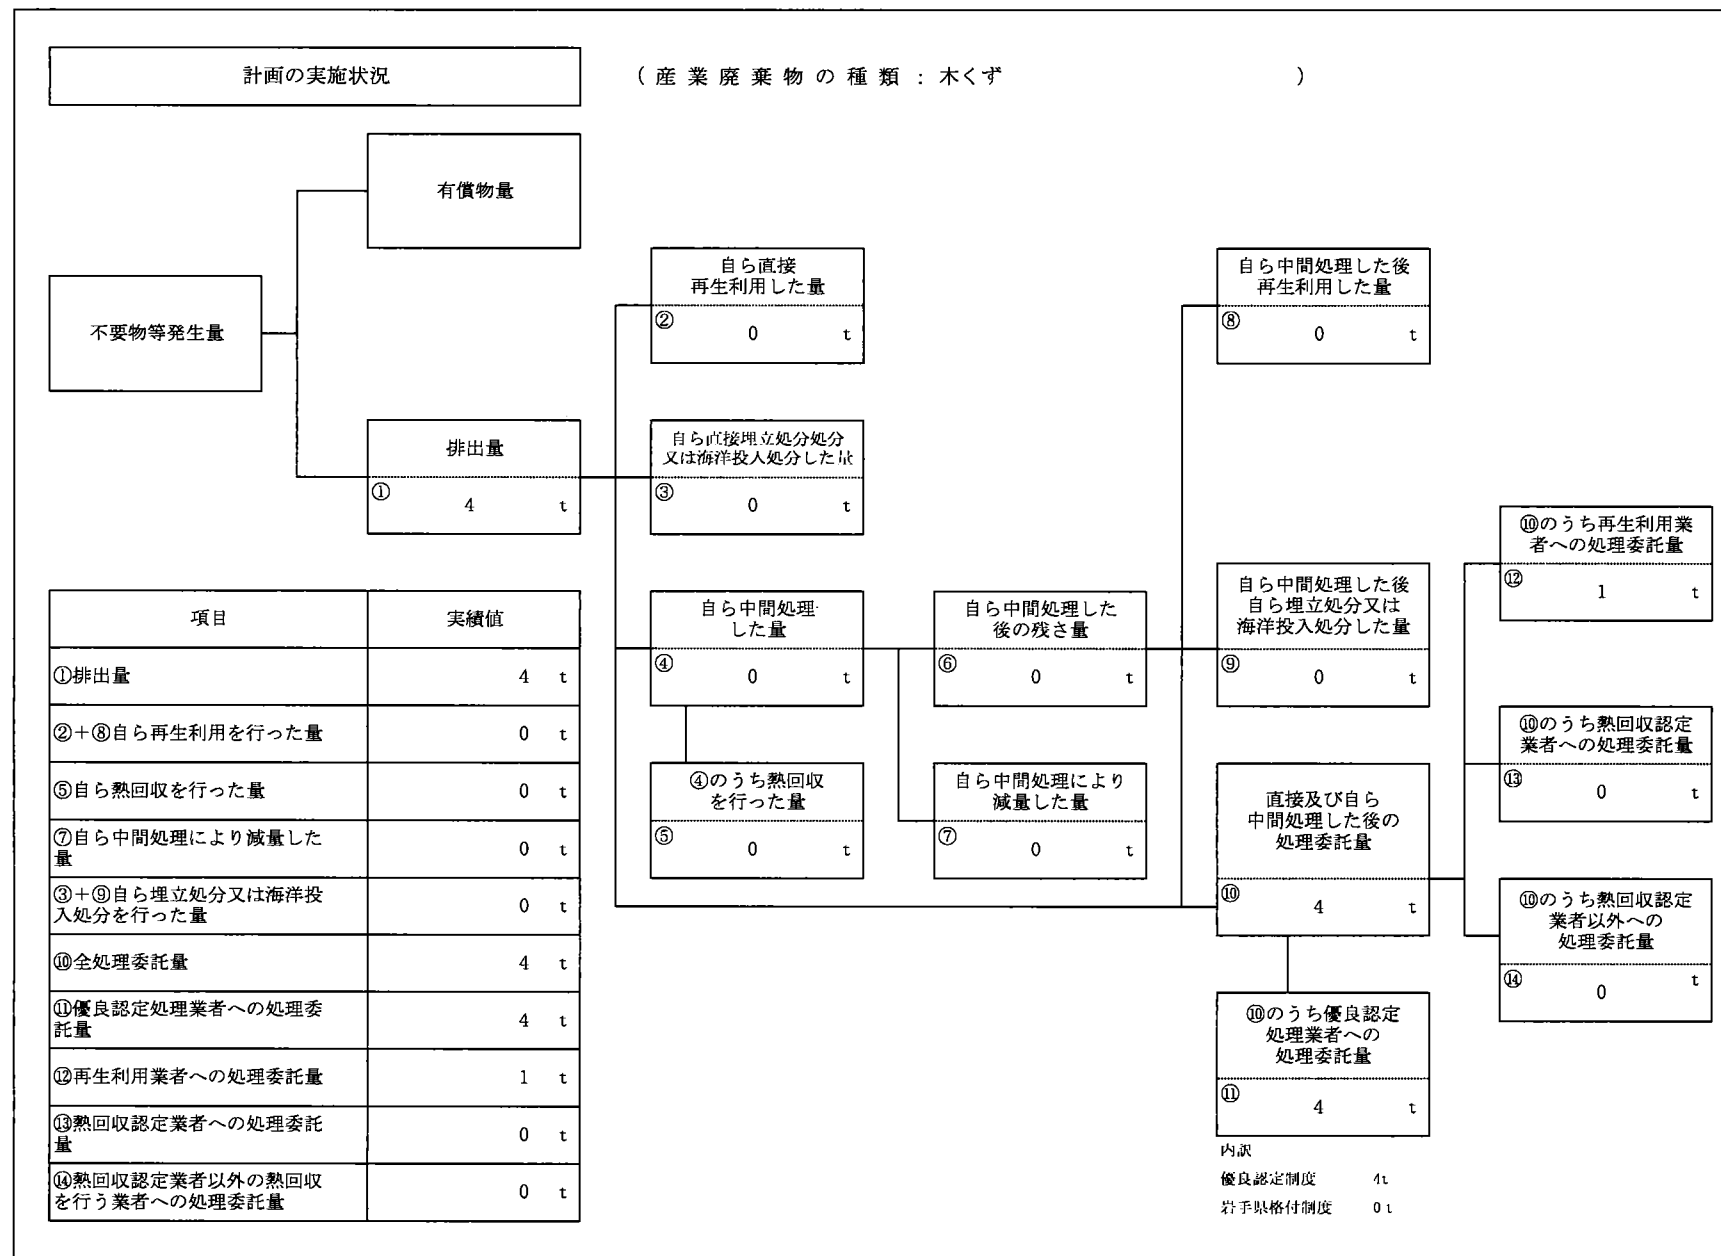 計画の実施状況
(産業廃棄物の種類:木くず )
有償物量
不要物等発生量
排出量
① 4 t
自ら直接
再生利用した量
② 0 t
自ら直接埋立処分処分
又は海洋投入処分した量
③ 0 t
自ら中間処理
した量
④ 0 t
④のうち熱回収
を行った量
⑤ 0 t
自ら中間処理した
後の残さ量
⑥ 0 t
自ら中間処理により
減量した量
⑦ 0 t
自ら中間処理した後
再生利用した量
⑧ 0 t
自ら中間処理した後
自ら埋立処分又は
海洋投入処分した量
⑨ 0 t
直接及び自ら
中間処理した後の
処理委託量
⑩ 4 t
⑩のうち優良認定
処理業者への
処理委託量
⑪ 4 t
内訳
優良認定制度 4t
岩手県格付制度 0t
⑩のうち再生利用業
者への処理委託量
⑫ 1 t
⑩のうち熱回収認定
業者への処理委託量
⑬ 0 t
⑩のうち熱回収認定
業者以外への
処理委託量
⑭ 0 t
項目 実績値
①排出量 4 t
②+⑧自ら再生利用を行った量 0 t
⑤自ら熱回収を行った量 0 t
⑦自ら中間処理により減量した
量 0 t
③+⑨自ら埋立処分又は海洋投
入処分を行った量 0 t
⑩全処理委託量 4 t
⑪優良認定処理業者への処理委
託量 4 t
⑫再生利用業者への処理委託量 1 t
⑬熱回収認定業者への処理委託
量 0 t
⑭熱回収認定業者以外の熱回収
を行う業者への処理委託量 0 t